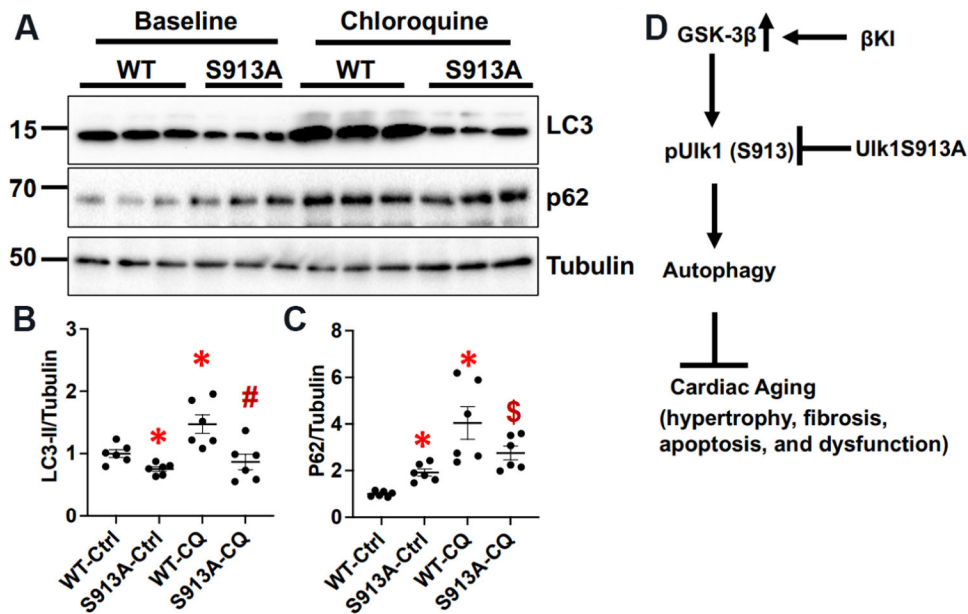 A
Baseline
Chloroquine
WT
S913A
WT
S913A
15
LC3
70
p62
50
Tubulin
B
LC3-II/Tubulin
3
2
1
0
*
*
#
WT-Ctrl
S913A-Ctrl
WT-CQ
S913A-CQ
C
P62/Tubulin
8
6
4
2
0
*
*
$
WT-Ctrl
S913A-Ctrl
WT-CQ
S913A-CQ
D
GSK-3β
βKI
pUlk1 (S913)
Ulk1S913A
Autophagy
Cardiac Aging
(hypertrophy, fibrosis,
apoptosis, and dysfunction)